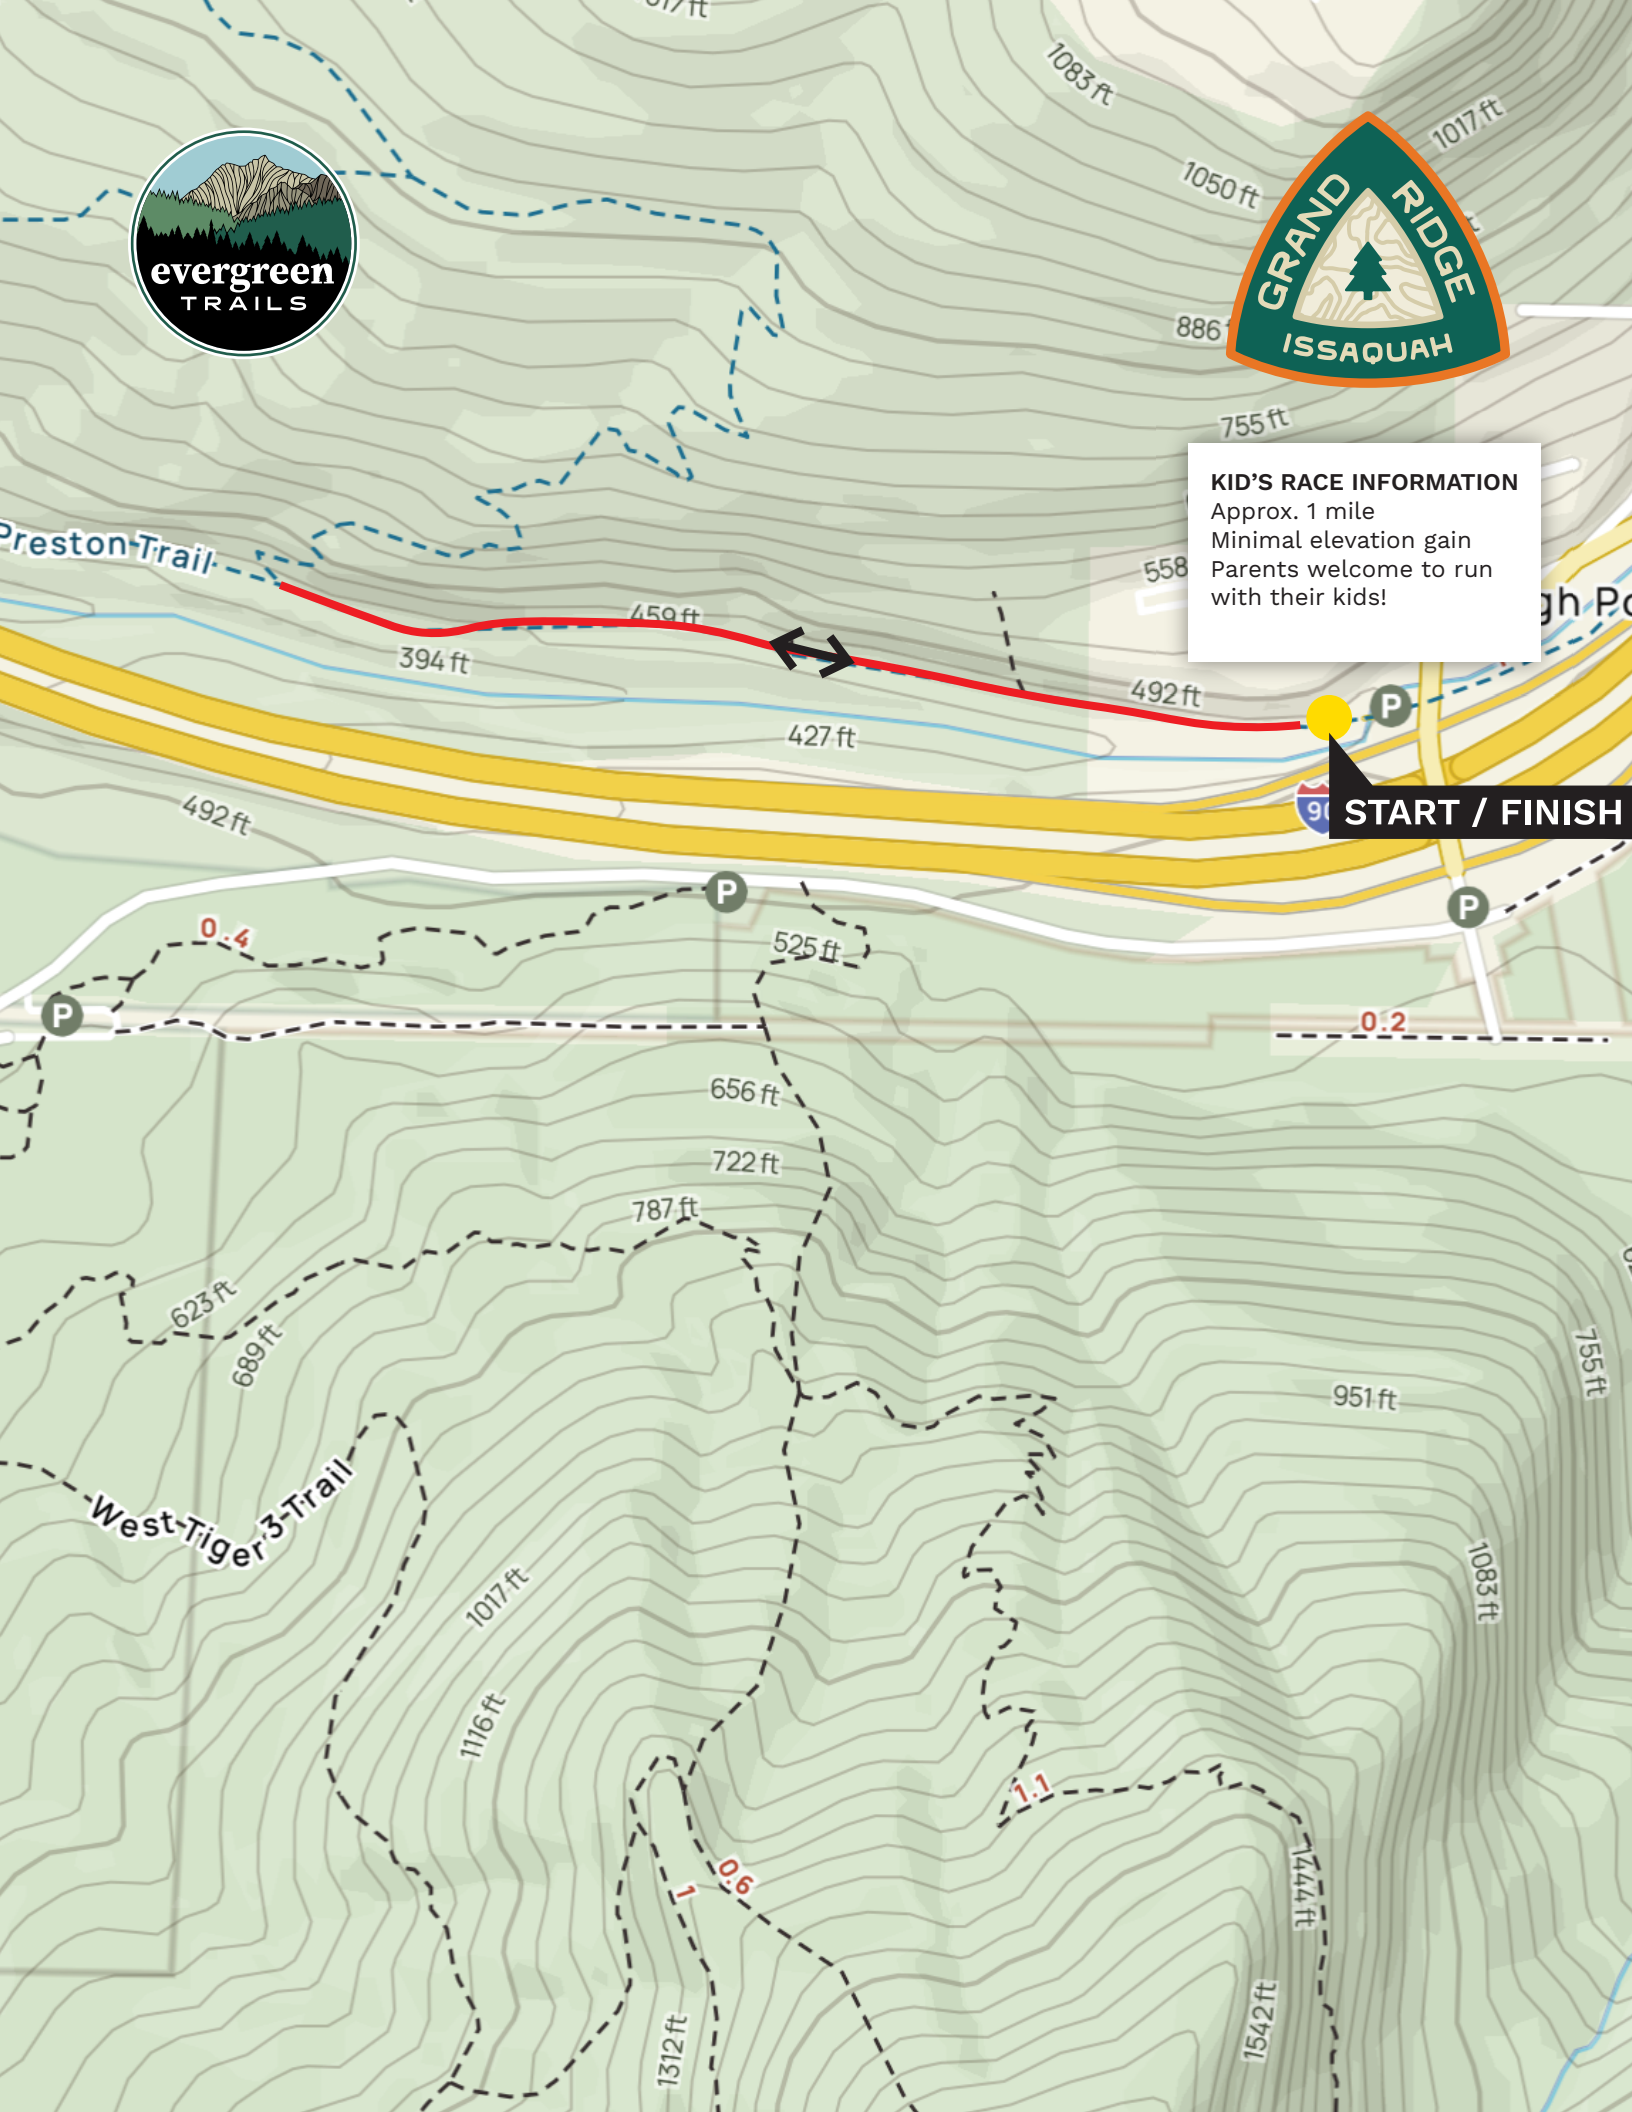 1083 ft
1017 ft
1050 ft
GRAND
RIDGE
ISSAQUAH
evergreen
TRAILS
886
755 ft
KID’S RACE INFORMATION
Approx. 1 mile
Minimal elevation gain
Parents welcome to run
with their kids!
Preston Trail
558
459 ft
394 ft
492 ft
P
427 ft
90
START / FINISH
492 ft
P
P
0.4
525 ft
P
0.2
656 ft
722 ft
787 ft
623 ft
689 ft
755 ft
951 ft
West Tiger 3 Trail
1017 ft
1083 ft
1116 ft
1.1
0.6
1
1444 ft
1542 ft
1312 ft